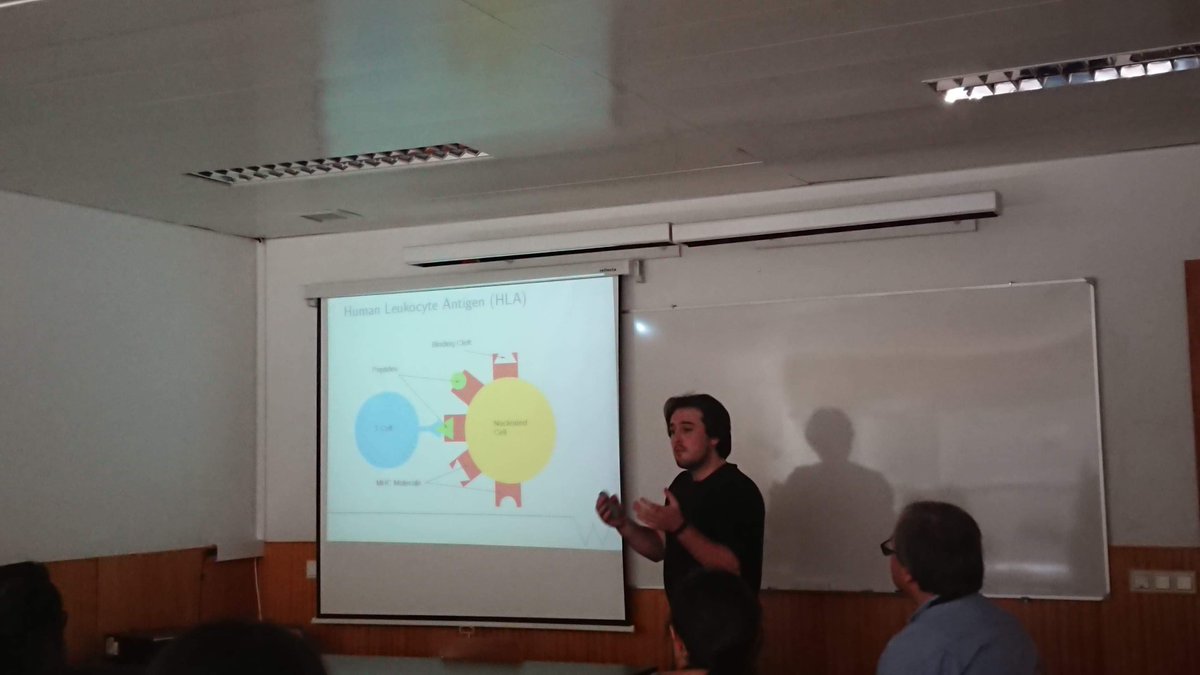 Human Leukocyte Antigen (HLA)
Binding Cleft
Peptides
T-Cell
Nucleated
Cell
MHC Molecule